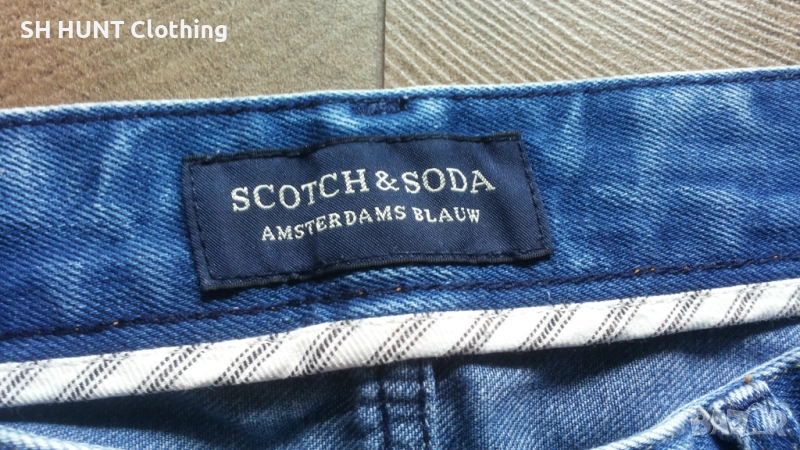 SH HUNT Clothing
SCOTCH & SODA
AMSTERDAMS BLAUW